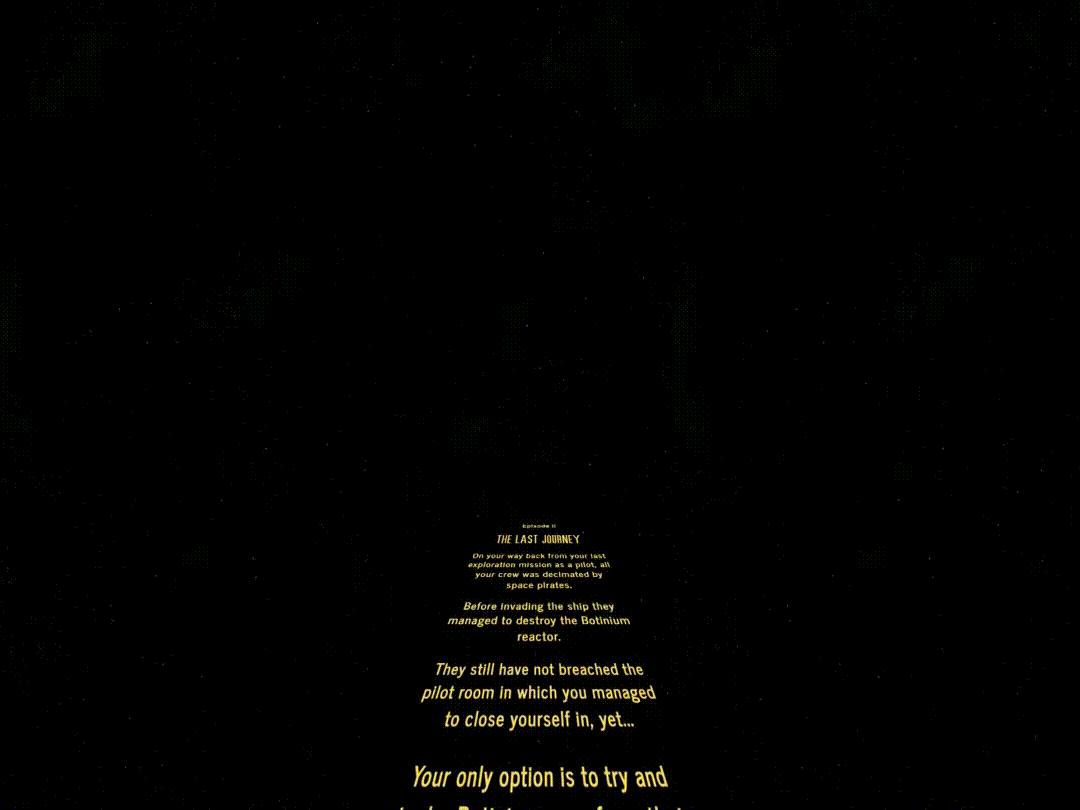 Episode II
THE LAST JOURNEY
On your way back from your last
exploration mission as a pilot, all
your crew was decimated by
space pirates.
Before invading the ship they
managed to destroy the Botinium
reactor.
They still have not breached the
pilot room in which you managed
to close yourself in, yet...
Your only option is to try and